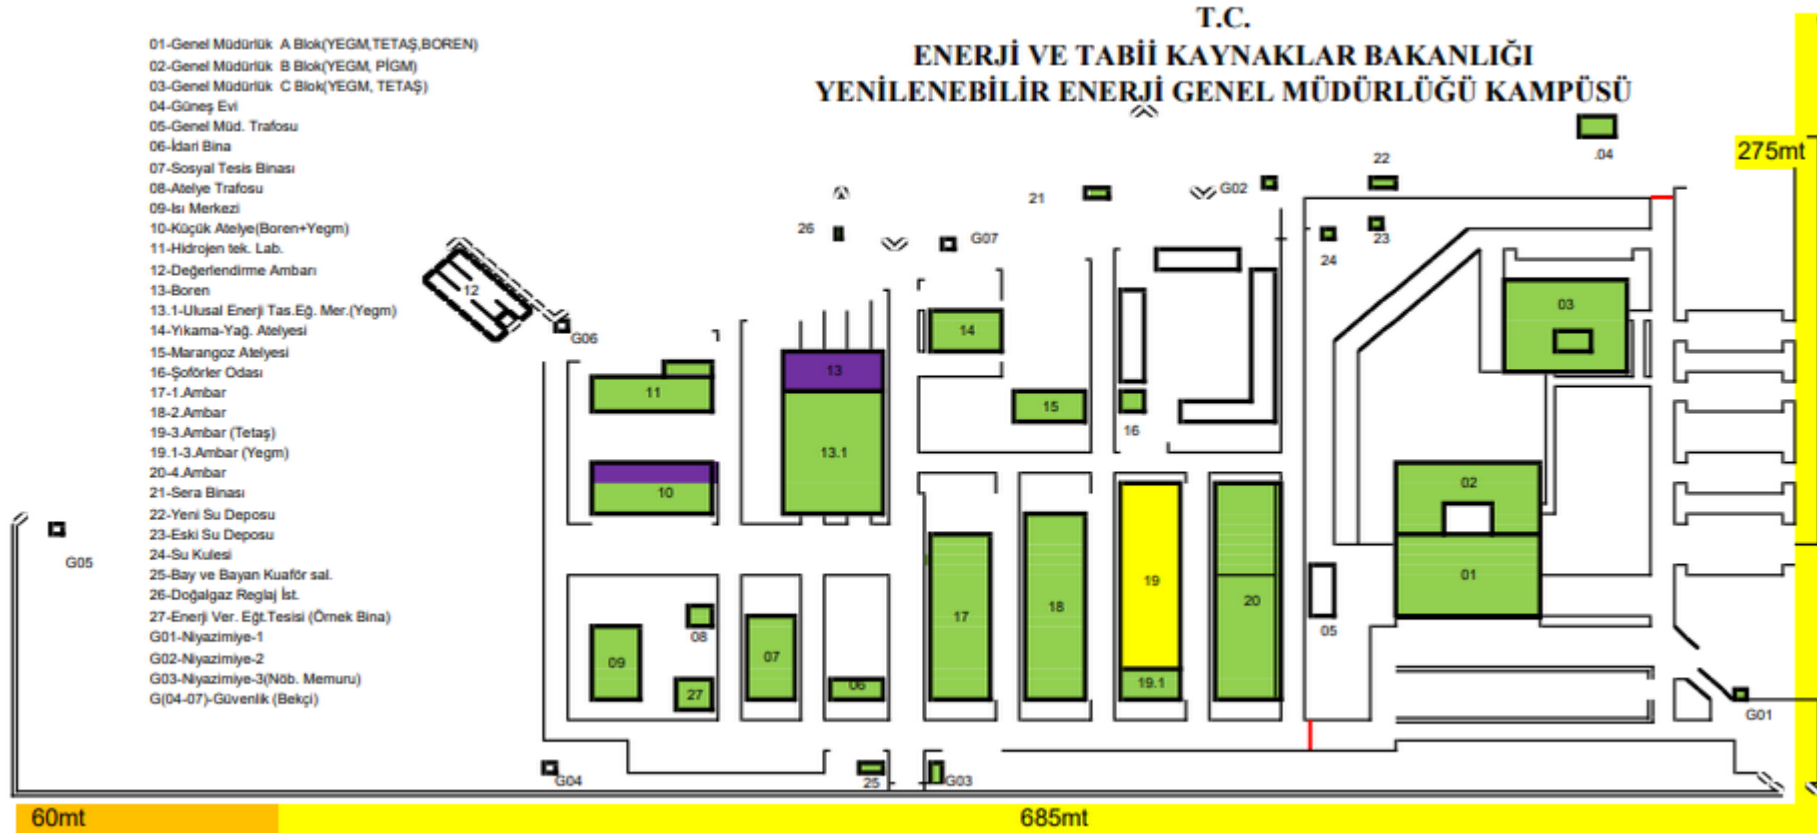 T.C.
ENERJİ VE TABİİ KAYNAKLAR BAKANLIĞI
YENİLENEBİLİR ENERJİ GENEL MÜDÜRLÜĞÜ KAMPÜSÜ
01-Genel Müdürlük A Blok(YEGM,TETAŞ,BOREN)
02-Genel Müdürlük B Blok(YEGM, PİGM)
03-Genel Müdürlük C Blok(YEGM, TETAŞ)
04-Güneş Evi
05-Genel Müd. Trafosu
06-İdari Bina
07-Sosyal Tesis Binası
08-Atelye Trafosu
09-Isı Merkezi
10-Küçük Atelye(Boren+Yegm)
11-Hidrojen tek. Lab.
12-Değerlendirme Ambarı
13-Boren
13.1-Ulusal Enerji Tas.Eğ. Mer.(Yegm)
14-Yıkama-Yağ. Atelyesi
15-Marangoz Atelyesi
16-Şoförler Odası
17-1.Ambar
18-2.Ambar
19-3.Ambar (Tetaş)
19.1-3.Ambar (Yegm)
20-4.Ambar
21-Sera Binası
22-Yeni Su Deposu
23-Eski Su Deposu
24-Su Kulesi
25-Bay ve Bayan Kuaför sal.
26-Doğalgaz Reglaj İst.
27-Enerji Ver. Eğt.Tesisi (Örnek Bina)
G01-Niyazimiye-1
G02-Niyazimiye-2
G03-Niyazimiye-3(Nöb. Memuru)
G(04-07)-Güvenlik (Bekçi)
.04
275mt
22
21
G02
26
G07
23
24
12
03
G06
14
13
11
15
16
13.1
02
10
G05
19
01
20
18
17
05
08
07
09
06
19.1
27
G01
G04
25
G03
60mt
685mt